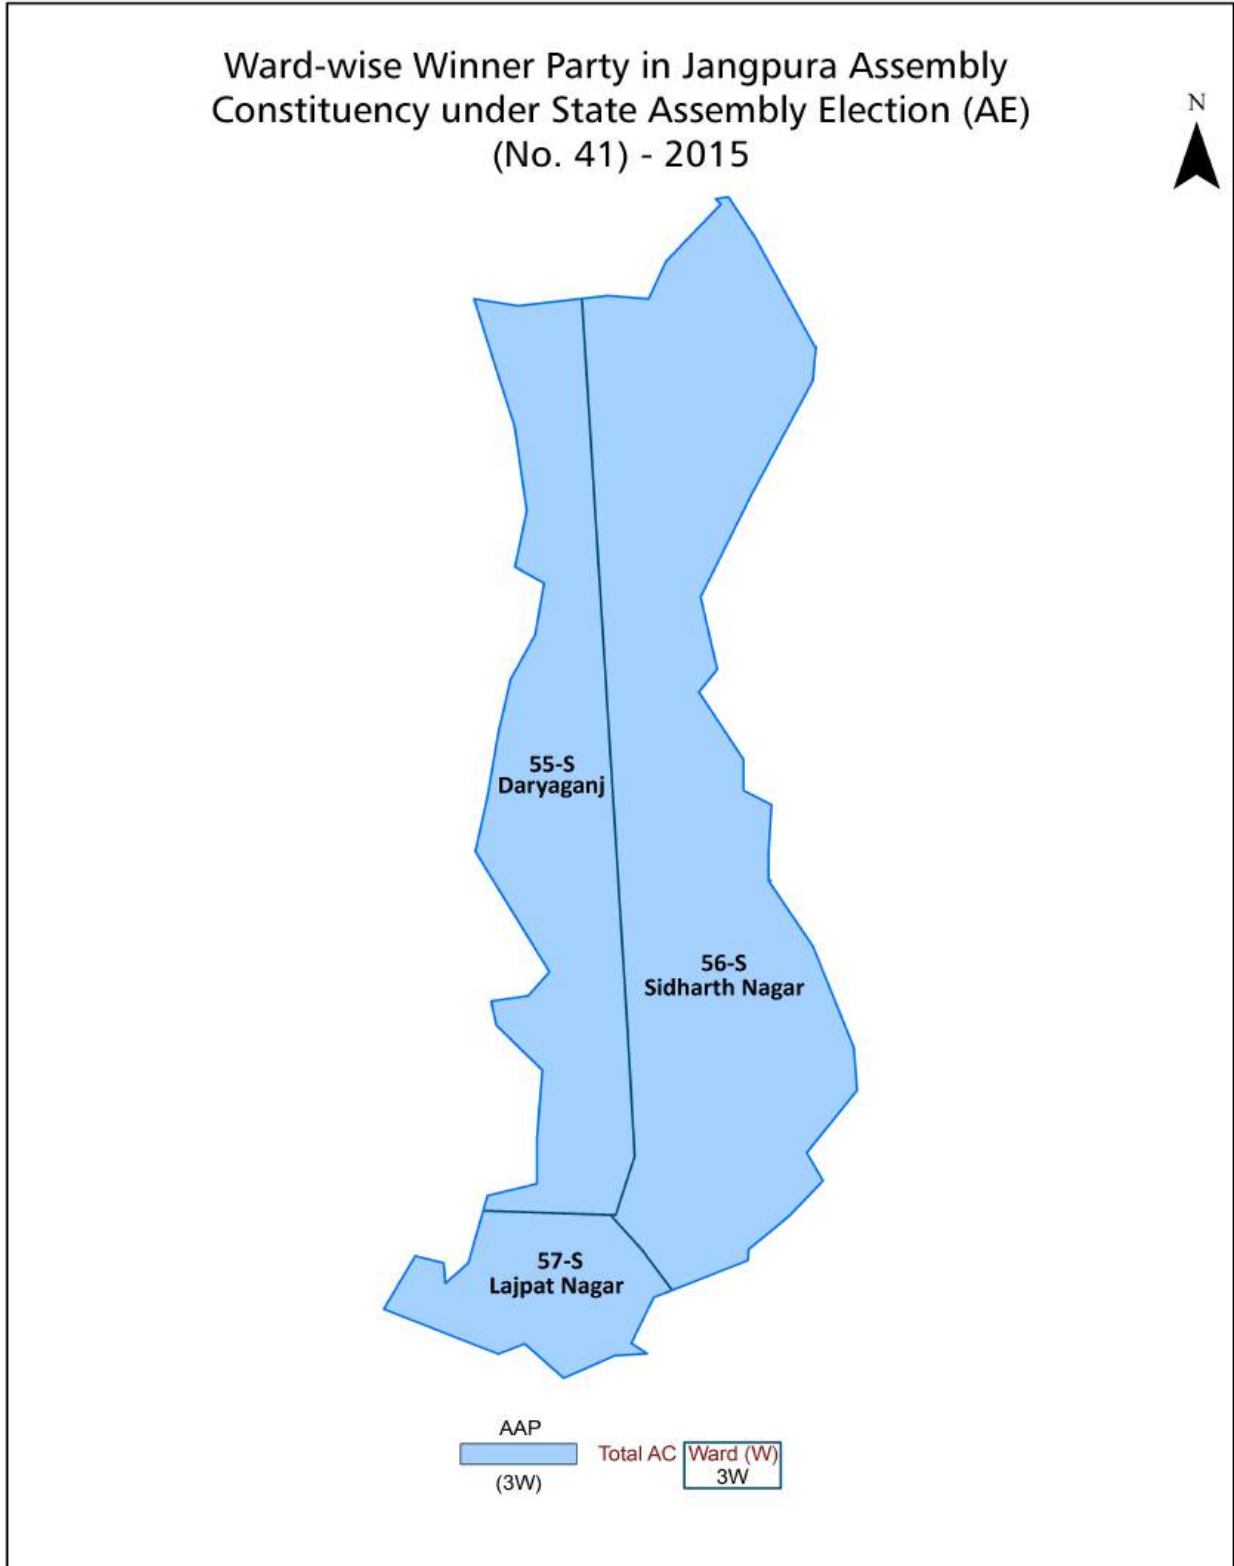 Ward-wise Winner Party in Jangpura Assembly
Constituency under State Assembly Election (AE)
(No. 41) - 2015
N
55-S
Daryaganj
56-S
Sidharth Nagar
57-S
Lajpat Nagar
AAP
(3W)
Total AC
Ward (W)
3W